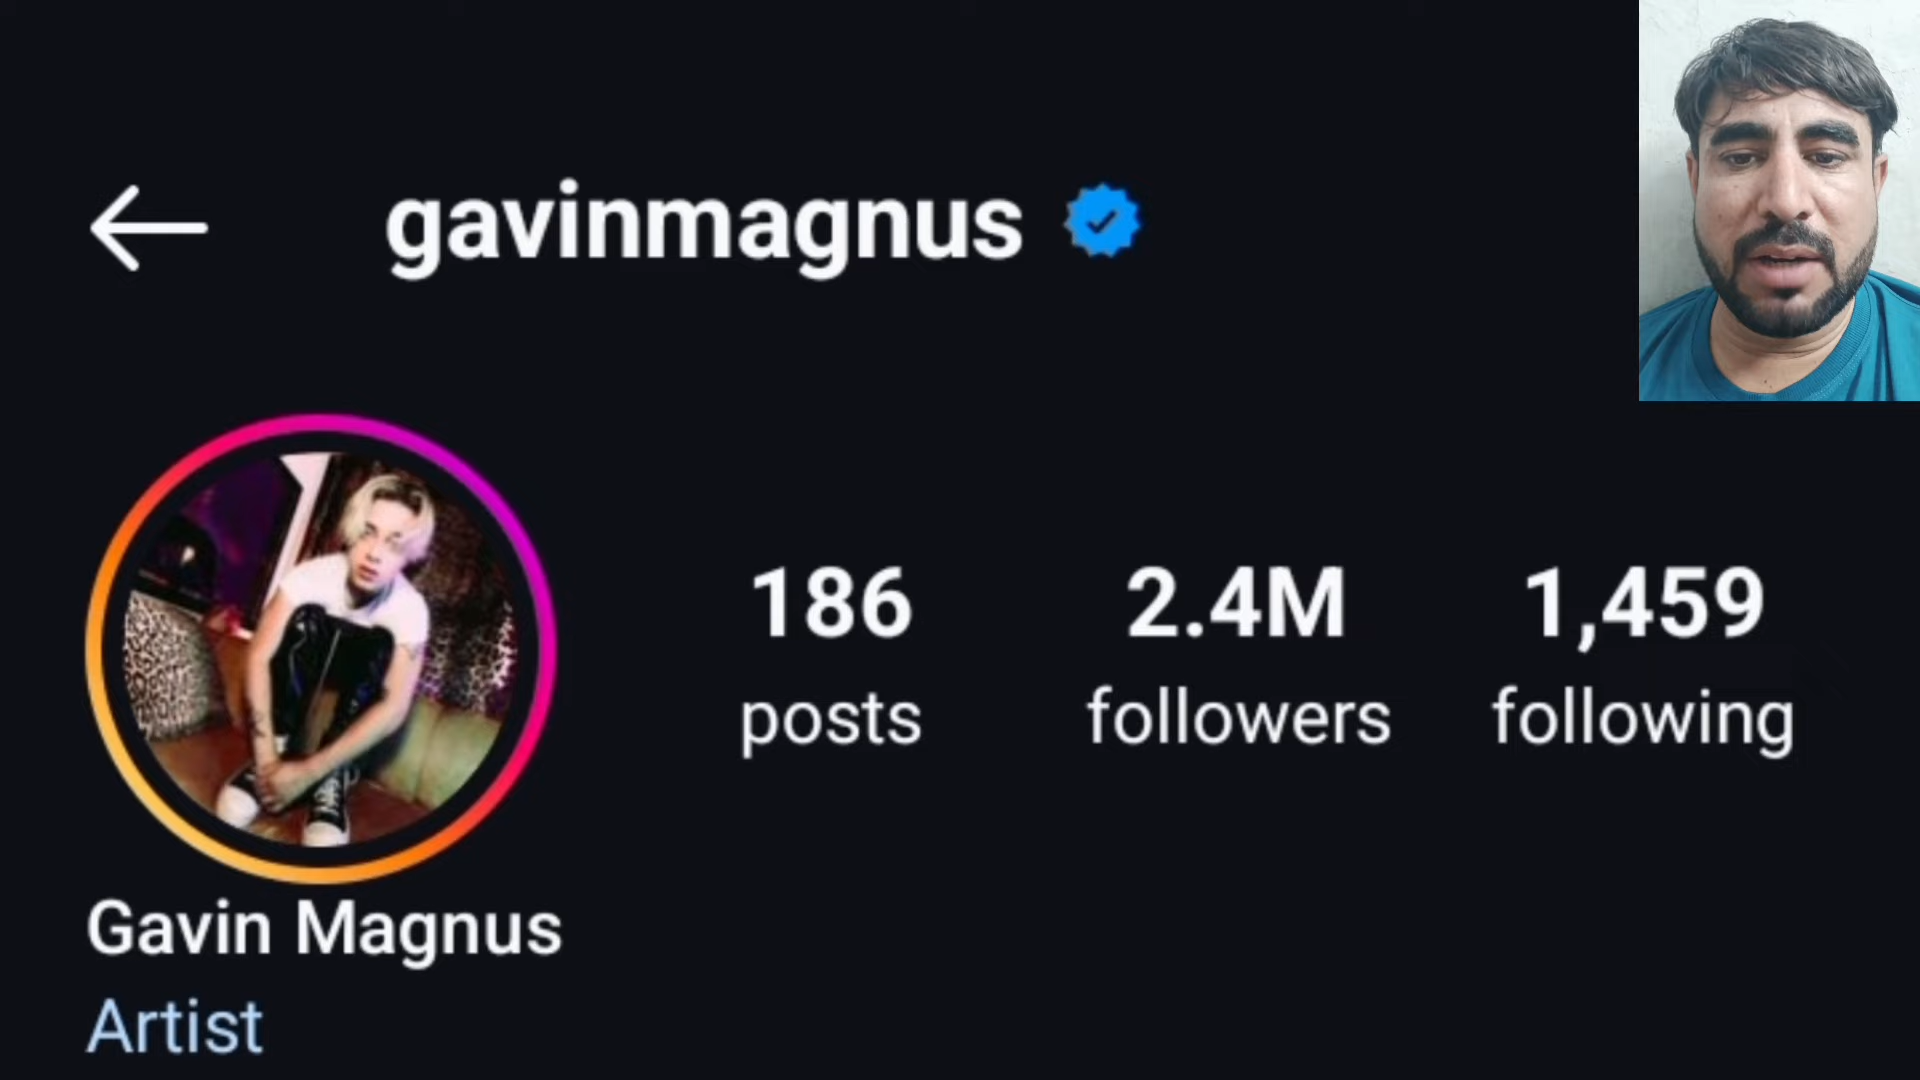 gavinmagnus
186 2.4M 1,459
posts followers following
Gavin Magnus
Artist